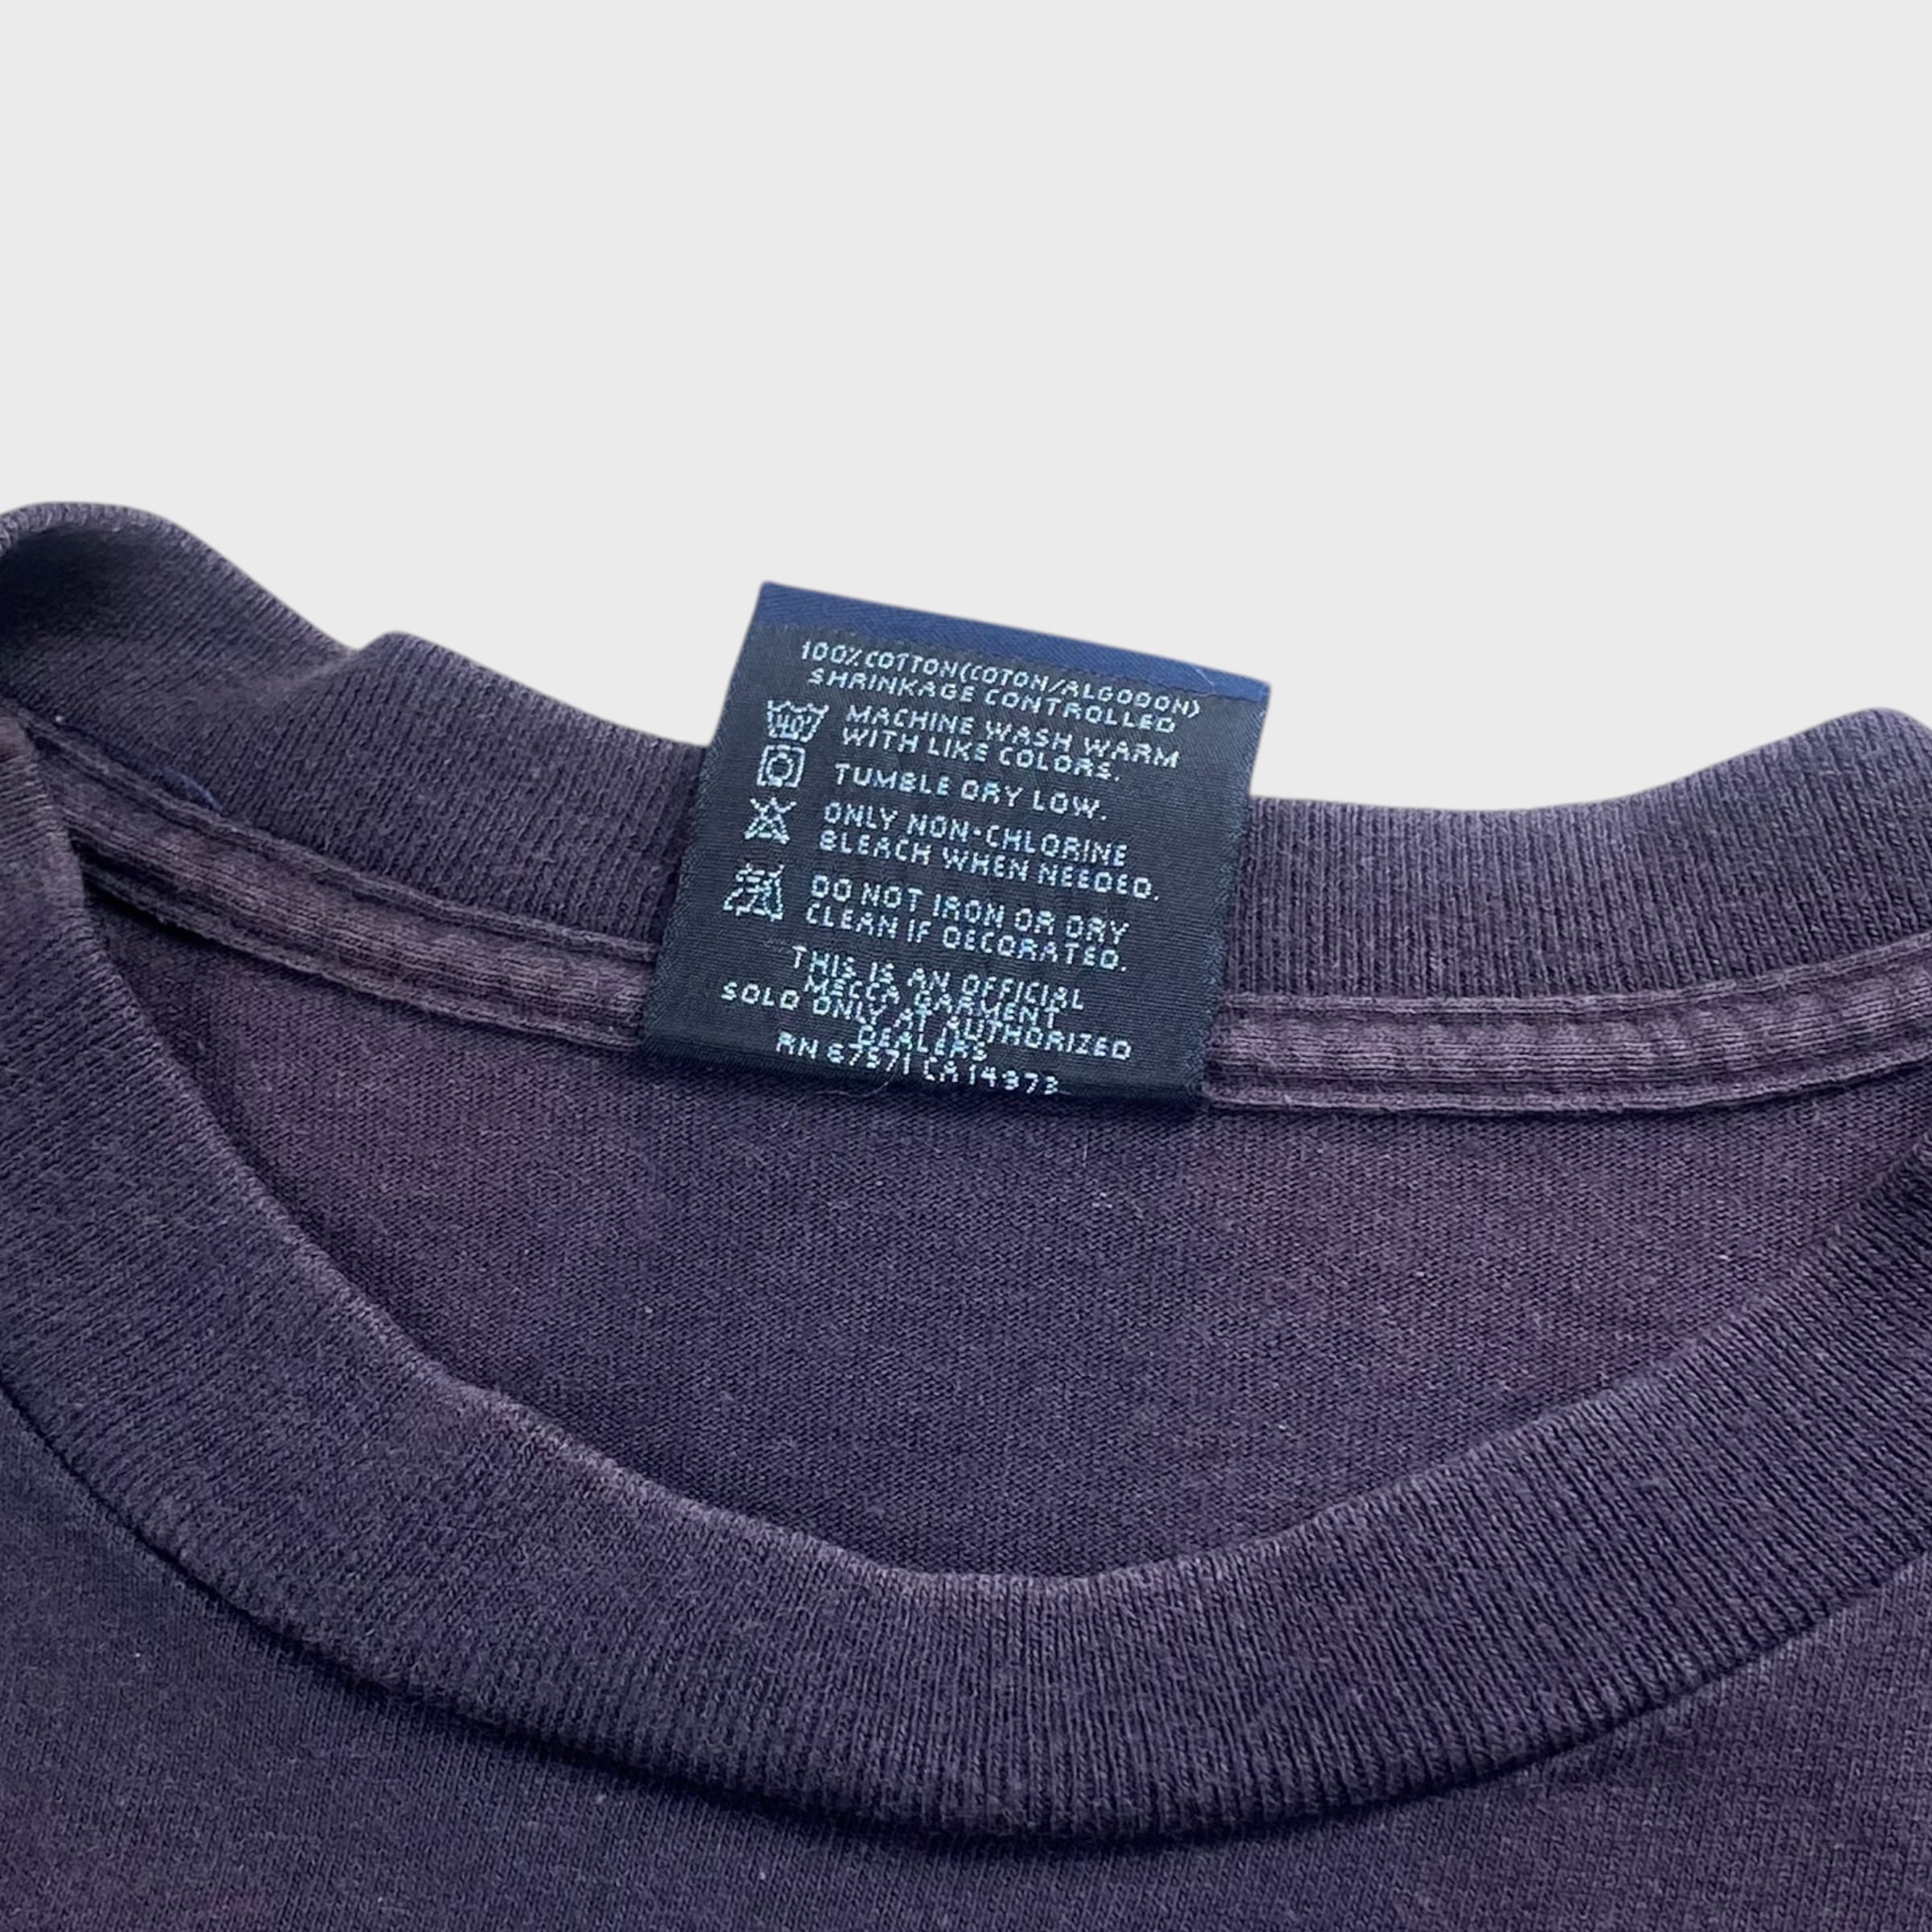 100% COTTON(COTON/ALGODON)
SHRINKAGE CONTROLLED
MACHINE WASH WARM
WITH LIKE COLORS.
TUMBLE DRY LOW.
ONLY NON-CHLORINE
BLEACH WHEN NEEDED.
DO NOT IRON OR DRY
CLEAN IF DECORATED.
THIS IS AN OFFICIAL
MECCA GARMENT
SOLD ONLY AT AUTHORIZED
DEALERS
RN 67571 CA14973